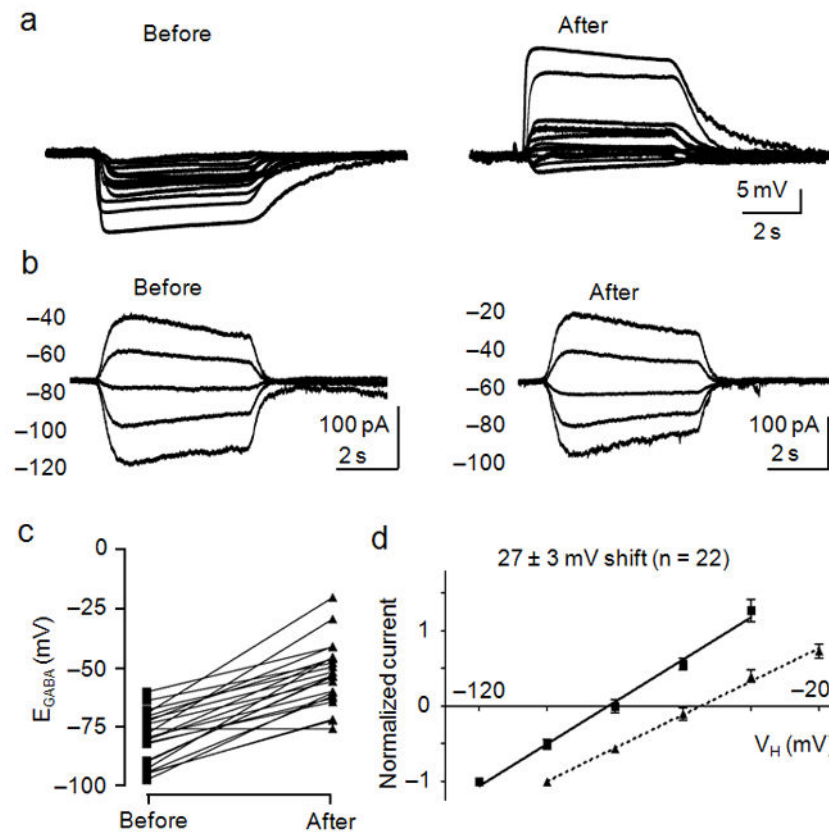 a
Before
After
5 mV
2 s
b
Before
After
–40
–60
–80
–100
–120
100 pA
2 s
–20
–40
–60
–80
–100
100 pA
2 s
c
E_GABA (mV)
0
–25
–50
–75
–100
Before
After
d
27 ± 3 mV shift (n = 22)
Normalized current
1
0
–1
–120
–20
V_H (mV)